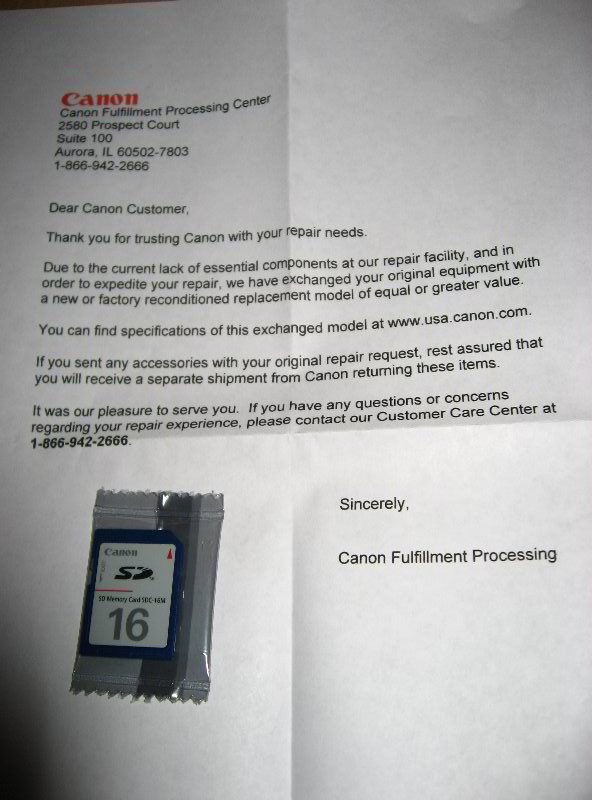 Canon
Canon Fulfillment Processing Center
2580 Prospect Court
Suite 100
Aurora, IL 60502-7803
1-866-942-2666
Dear Canon Customer,
Thank you for trusting Canon with your repair needs.
Due to the current lack of essential components at our repair facility, and in
order to expedite your repair, we have exchanged your original equipment with
a new or factory reconditioned replacement model of equal or greater value.
You can find specifications of this exchanged model at www.usa.canon.com.
If you sent any accessories with your original repair request, rest assured that
you will receive a separate shipment from Canon returning these items.
It was our pleasure to serve you. If you have any questions or concerns
regarding your repair experience, please contact our Customer Care Center at
1-866-942-2666.
Sincerely,
Canon Fulfillment Processing
Canon
SD
SD Memory Card SDC-16M
16